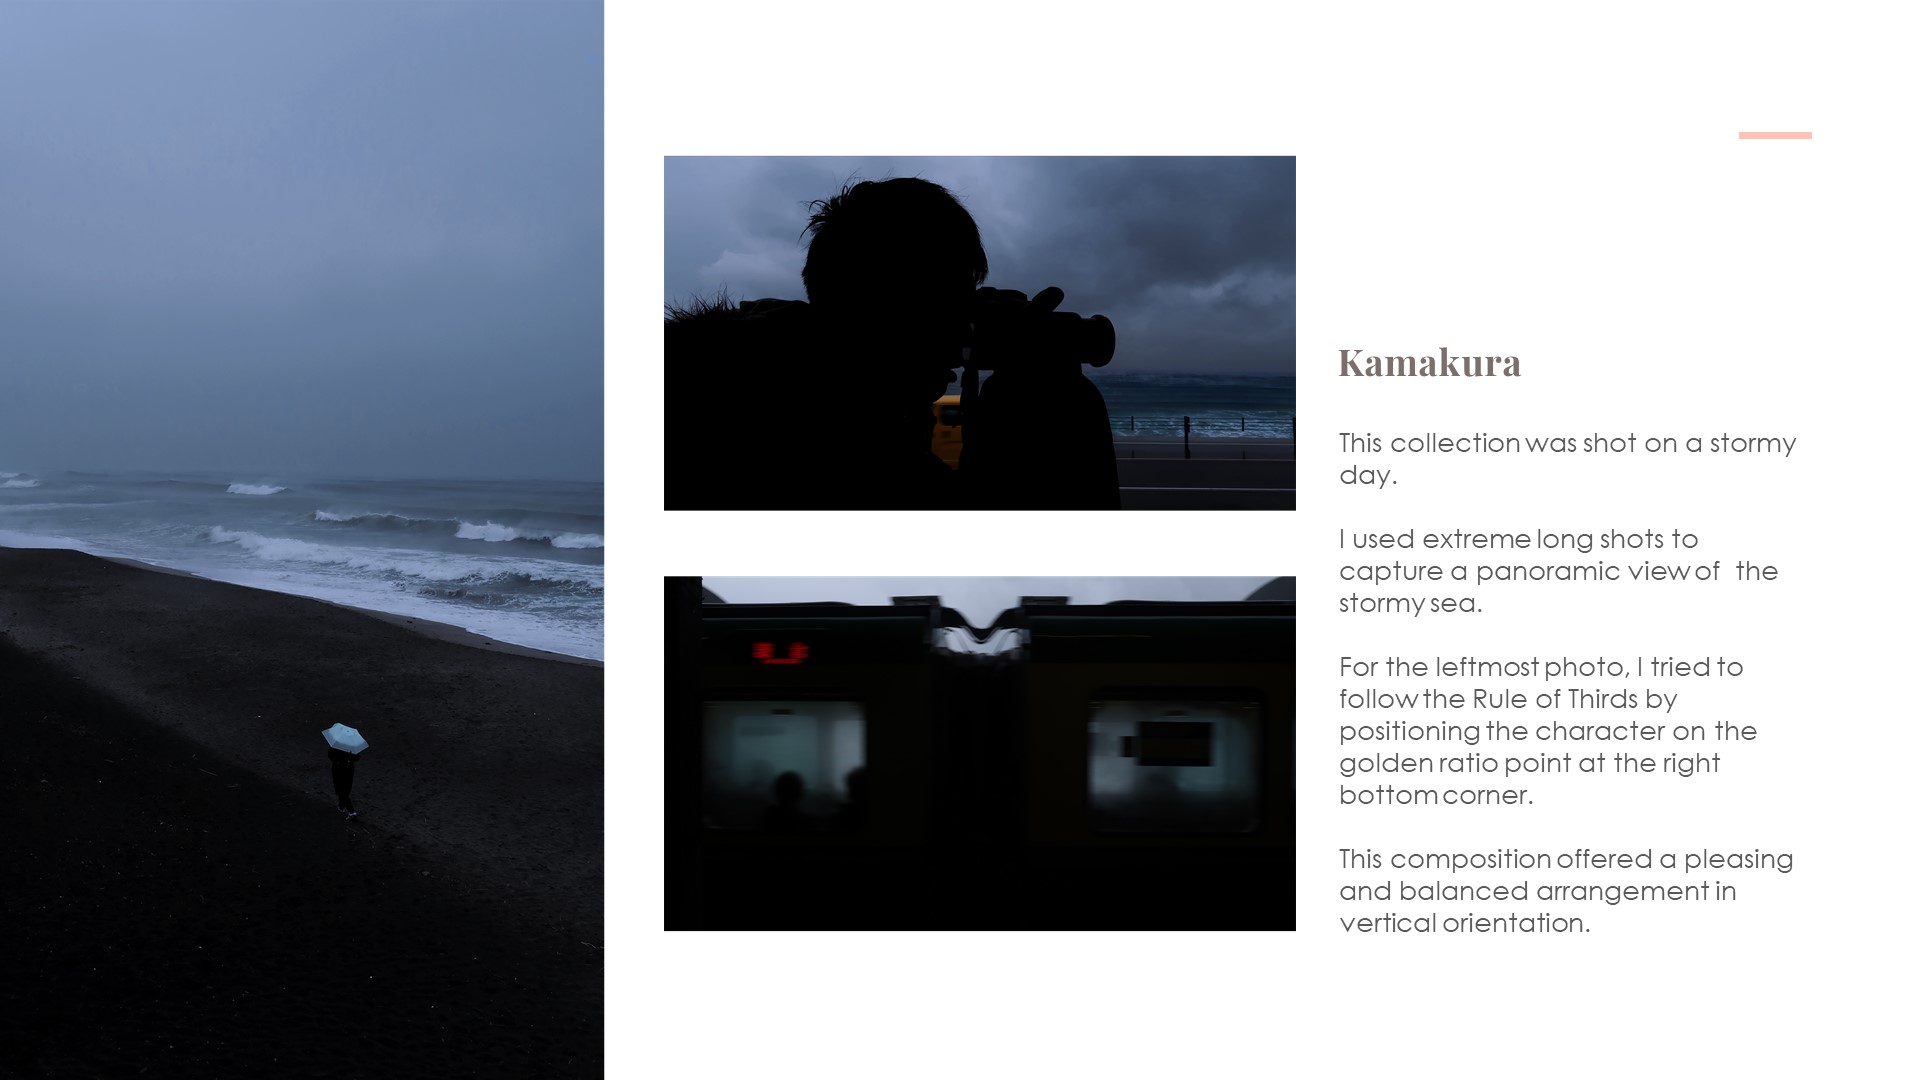 Kamakura
This collection was shot on a stormy
day.
I used extreme long shots to
capture a panoramic view of the
stormy sea.
For the leftmost photo, I tried to
follow the Rule of Thirds by
positioning the character on the
golden ratio point at the right
bottom corner.
This composition offered a pleasing
and balanced arrangement in
vertical orientation.